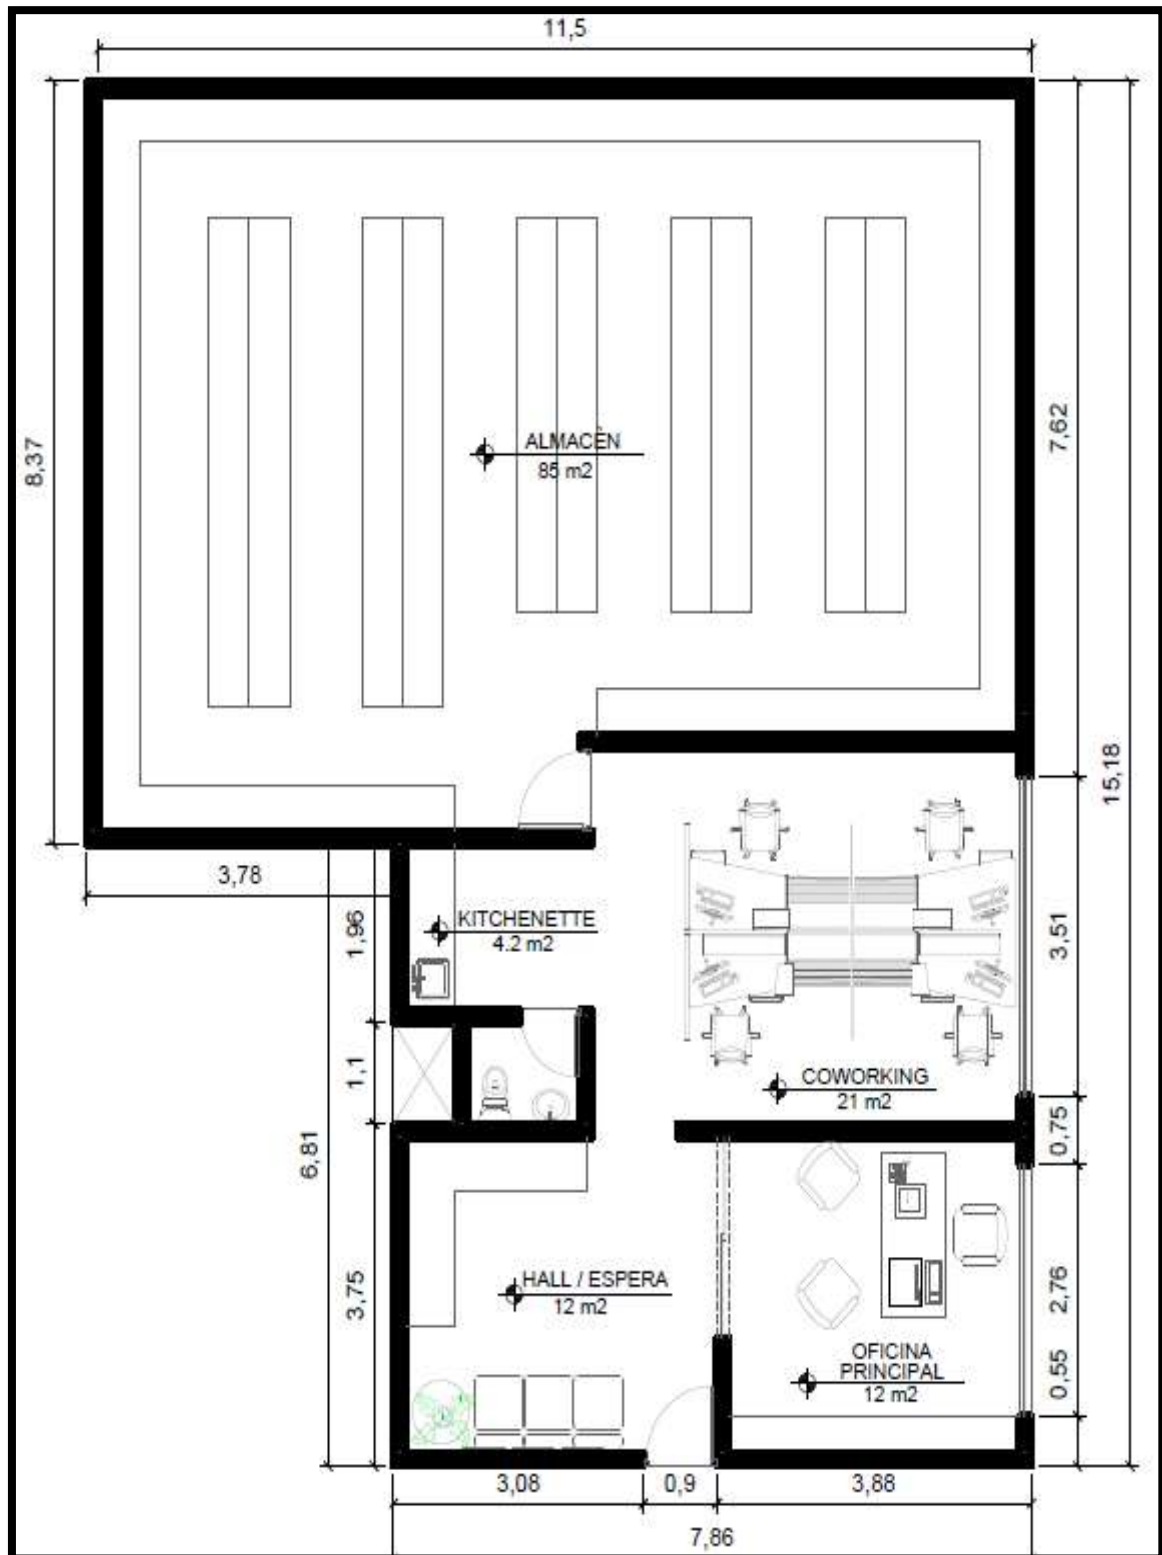 11,5
8,37
7,62
ALMACÈN
85 m2
15,18
3,78
1,96
KITCHENETTE
4.2 m2
3,51
1,1
COWORKING
21 m2
0,75
6,81
3,75
HALL / ESPERA
12 m2
2,76
OFICINA
PRINCIPAL
12 m2
0,55
3,08
0,9
3,88
7,86